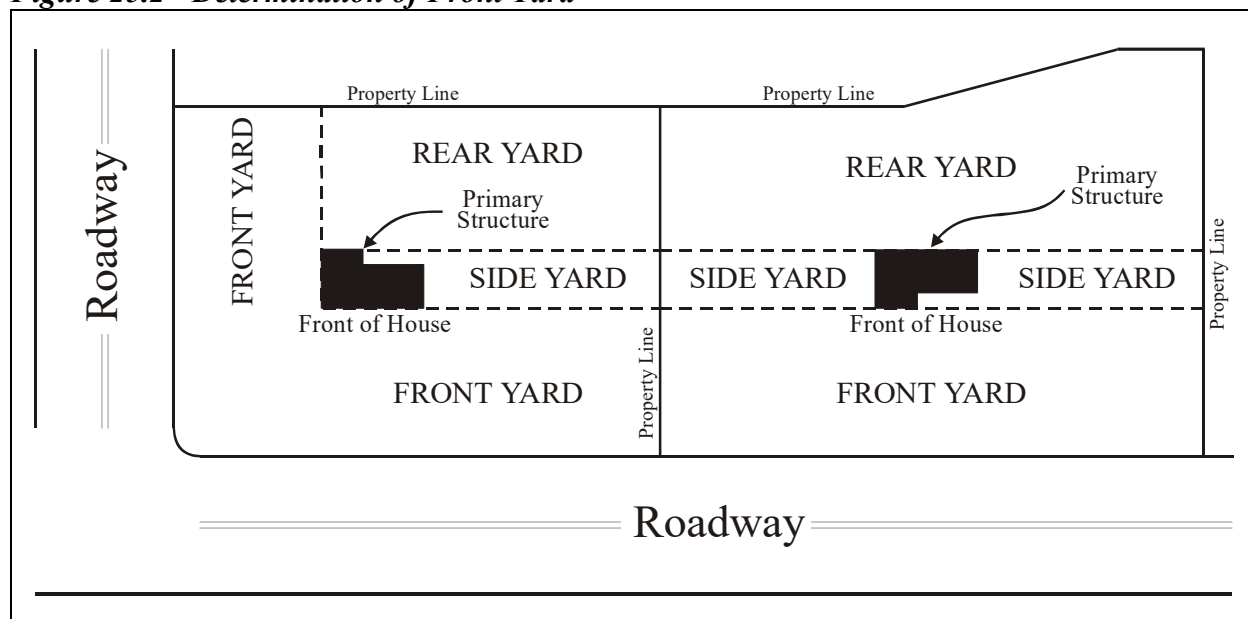 Figure 23.2 Determination of Front Yard
Property Line
Property Line
FRONT YARD
REAR YARD
REAR YARD
Primary
Structure
Primary
Structure
Roadway
SIDE YARD
SIDE YARD
SIDE YARD
Property Line
Front of House
Front of House
FRONT YARD
Property Line
FRONT YARD
Roadway